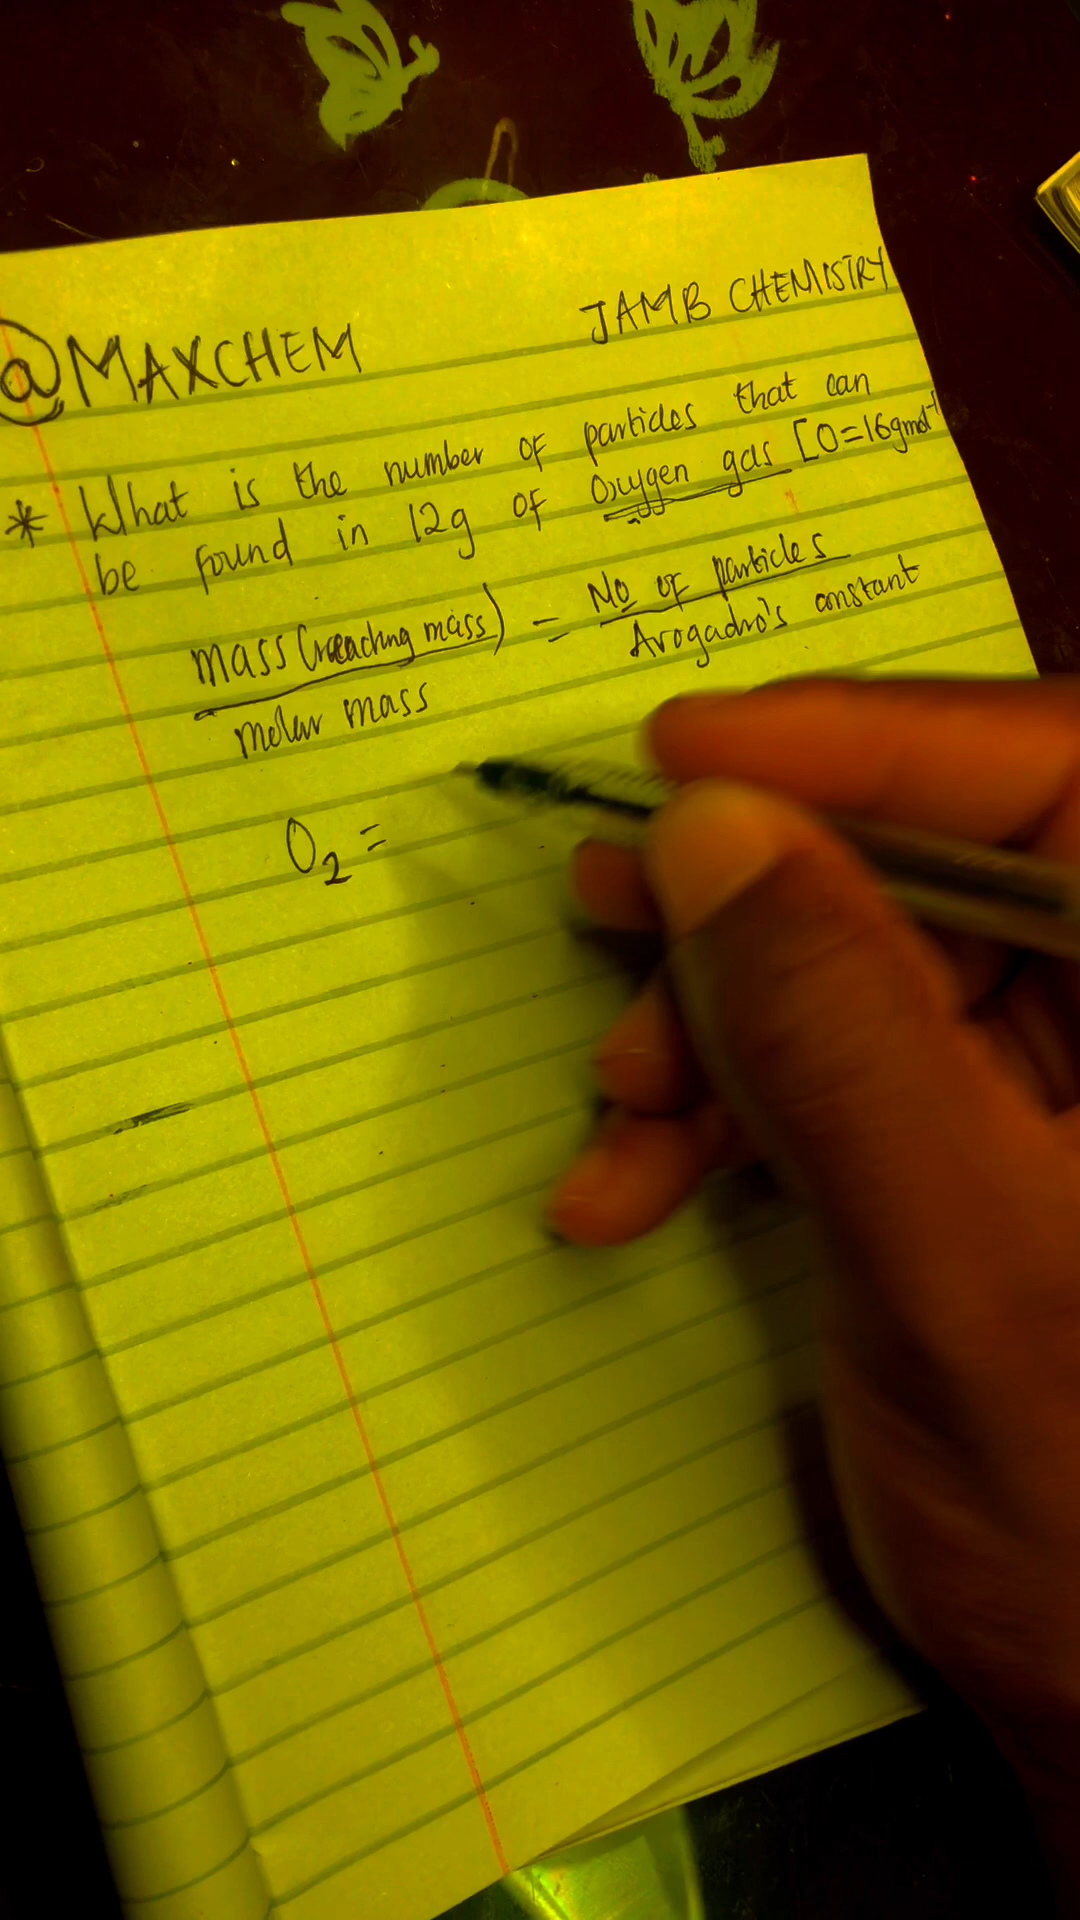 @MAXCHEM JAMB CHEMISTRY
* What is the number of particles that can
be found in 12g of Oxygen gas [O=16gmol⁻¹
mass (reacting mass) = No of particles
molar mass Avogadro's constant
O₂ =